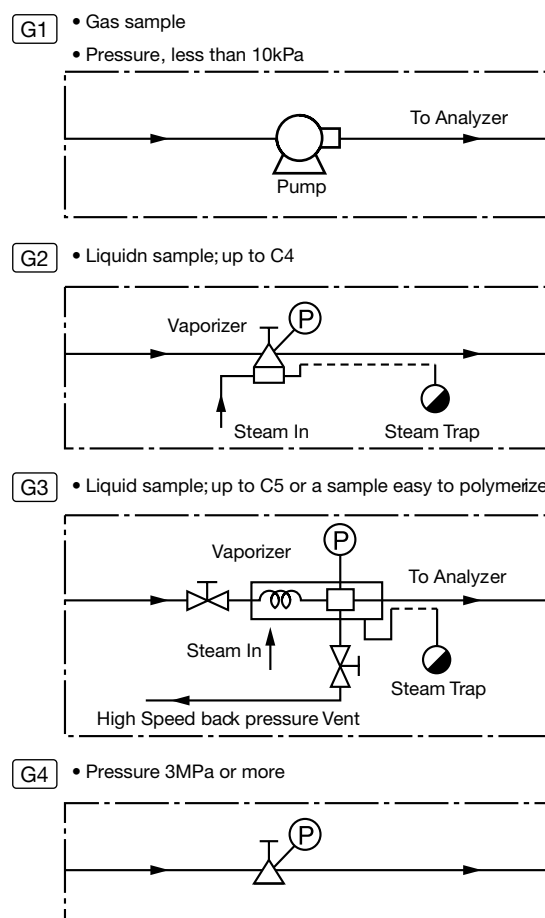 G1 • Gas sample
• Pressure, less than 10kPa
To Analyzer
Pump
G2 • Liquidn sample; up to C4
P
Vaporizer
Steam In Steam Trap
G3 • Liquid sample; up to C5 or a sample easy to polymerize
P
Vaporizer
To Analyzer
Steam In
Steam Trap
High Speed back pressure Vent
G4 • Pressure 3MPa or more
P